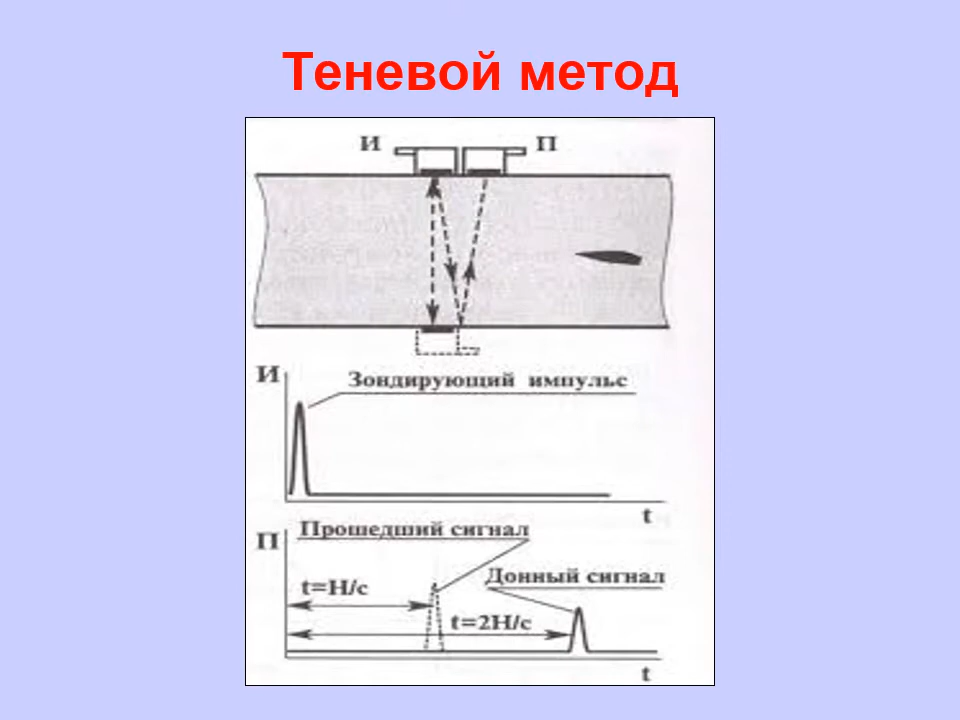 Теневой метод
И П
И Зондирующий импульс
t
Прошедший сигнал
П
Донный сигнал
t=H/c
t=2H/c
t